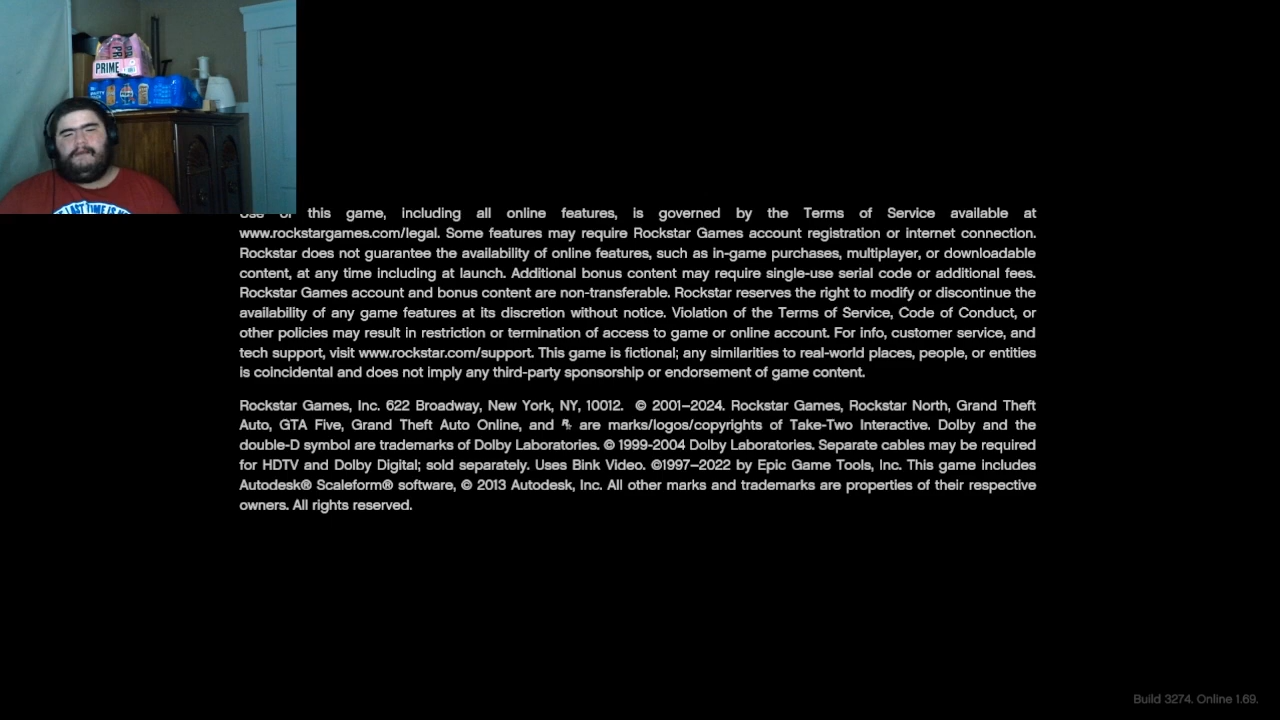 PRIME
Use of this game, including all online features, is governed by the Terms of Service available at
www.rockstargames.com/legal. Some features may require Rockstar Games account registration or internet connection.
Rockstar does not guarantee the availability of online features, such as in-game purchases, multiplayer, or downloadable
content, at any time including at launch. Additional bonus content may require single-use serial code or additional fees.
Rockstar Games account and bonus content are non-transferable. Rockstar reserves the right to modify or discontinue the
availability of any game features at its discretion without notice. Violation of the Terms of Service, Code of Conduct, or
other policies may result in restriction or termination of access to game or online account. For info, customer service, and
tech support, visit www.rockstar.com/support. This game is fictional; any similarities to real-world places, people, or entities
is coincidental and does not imply any third-party sponsorship or endorsement of game content.
Rockstar Games, Inc. 622 Broadway, New York, NY, 10012. © 2001–2024. Rockstar Games, Rockstar North, Grand Theft
Auto, GTA Five, Grand Theft Auto Online, and are marks/logos/copyrights of Take-Two Interactive. Dolby and the
double-D symbol are trademarks of Dolby Laboratories. © 1999-2004 Dolby Laboratories. Separate cables may be required
for HDTV and Dolby Digital; sold separately. Uses Bink Video. ©1997–2022 by Epic Game Tools, Inc. This game includes
Autodesk® Scaleform® software, © 2013 Autodesk, Inc. All other marks and trademarks are properties of their respective
owners. All rights reserved.
Build 3274. Online 1.69.